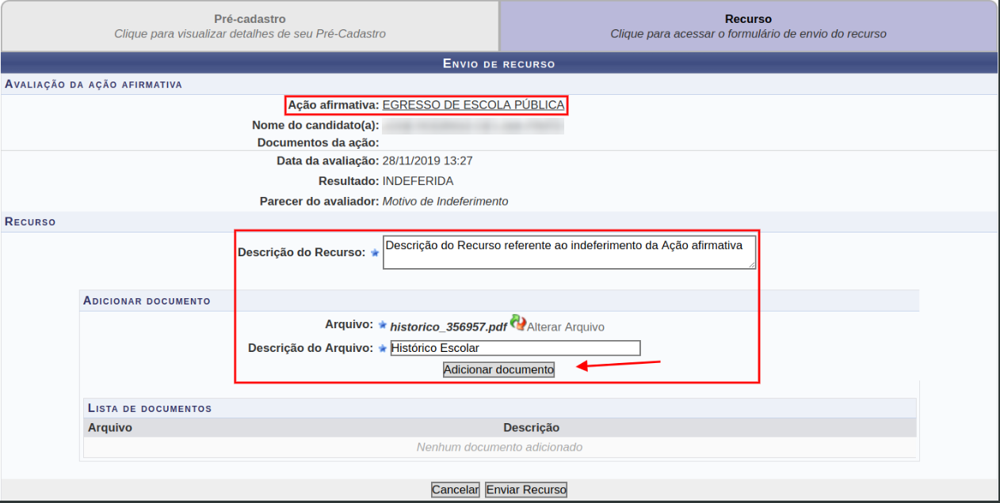 Pré-cadastro
Clique para visualizar detalhes de seu Pré-Cadastro
Recurso
Clique para acessar o formulário de envio do recurso
Envio de recurso
Avaliação da ação afirmativa
Ação afirmativa: EGRESSO DE ESCOLA PÚBLICA
Nome do candidato(a):
Documentos da ação:
Data da avaliação: 28/11/2019 13:27
Resultado: INDEFERIDA
Parecer do avaliador: Motivo de Indeferimento
Recurso
Descrição do Recurso: Descrição do Recurso referente ao indeferimento da Ação afirmativa
Adicionar documento
Arquivo: historico_356957.pdf Alterar Arquivo
Descrição do Arquivo: Histórico Escolar
Adicionar documento
Lista de documentos
Arquivo Descrição
Nenhum documento adicionado
Cancelar Enviar Recurso